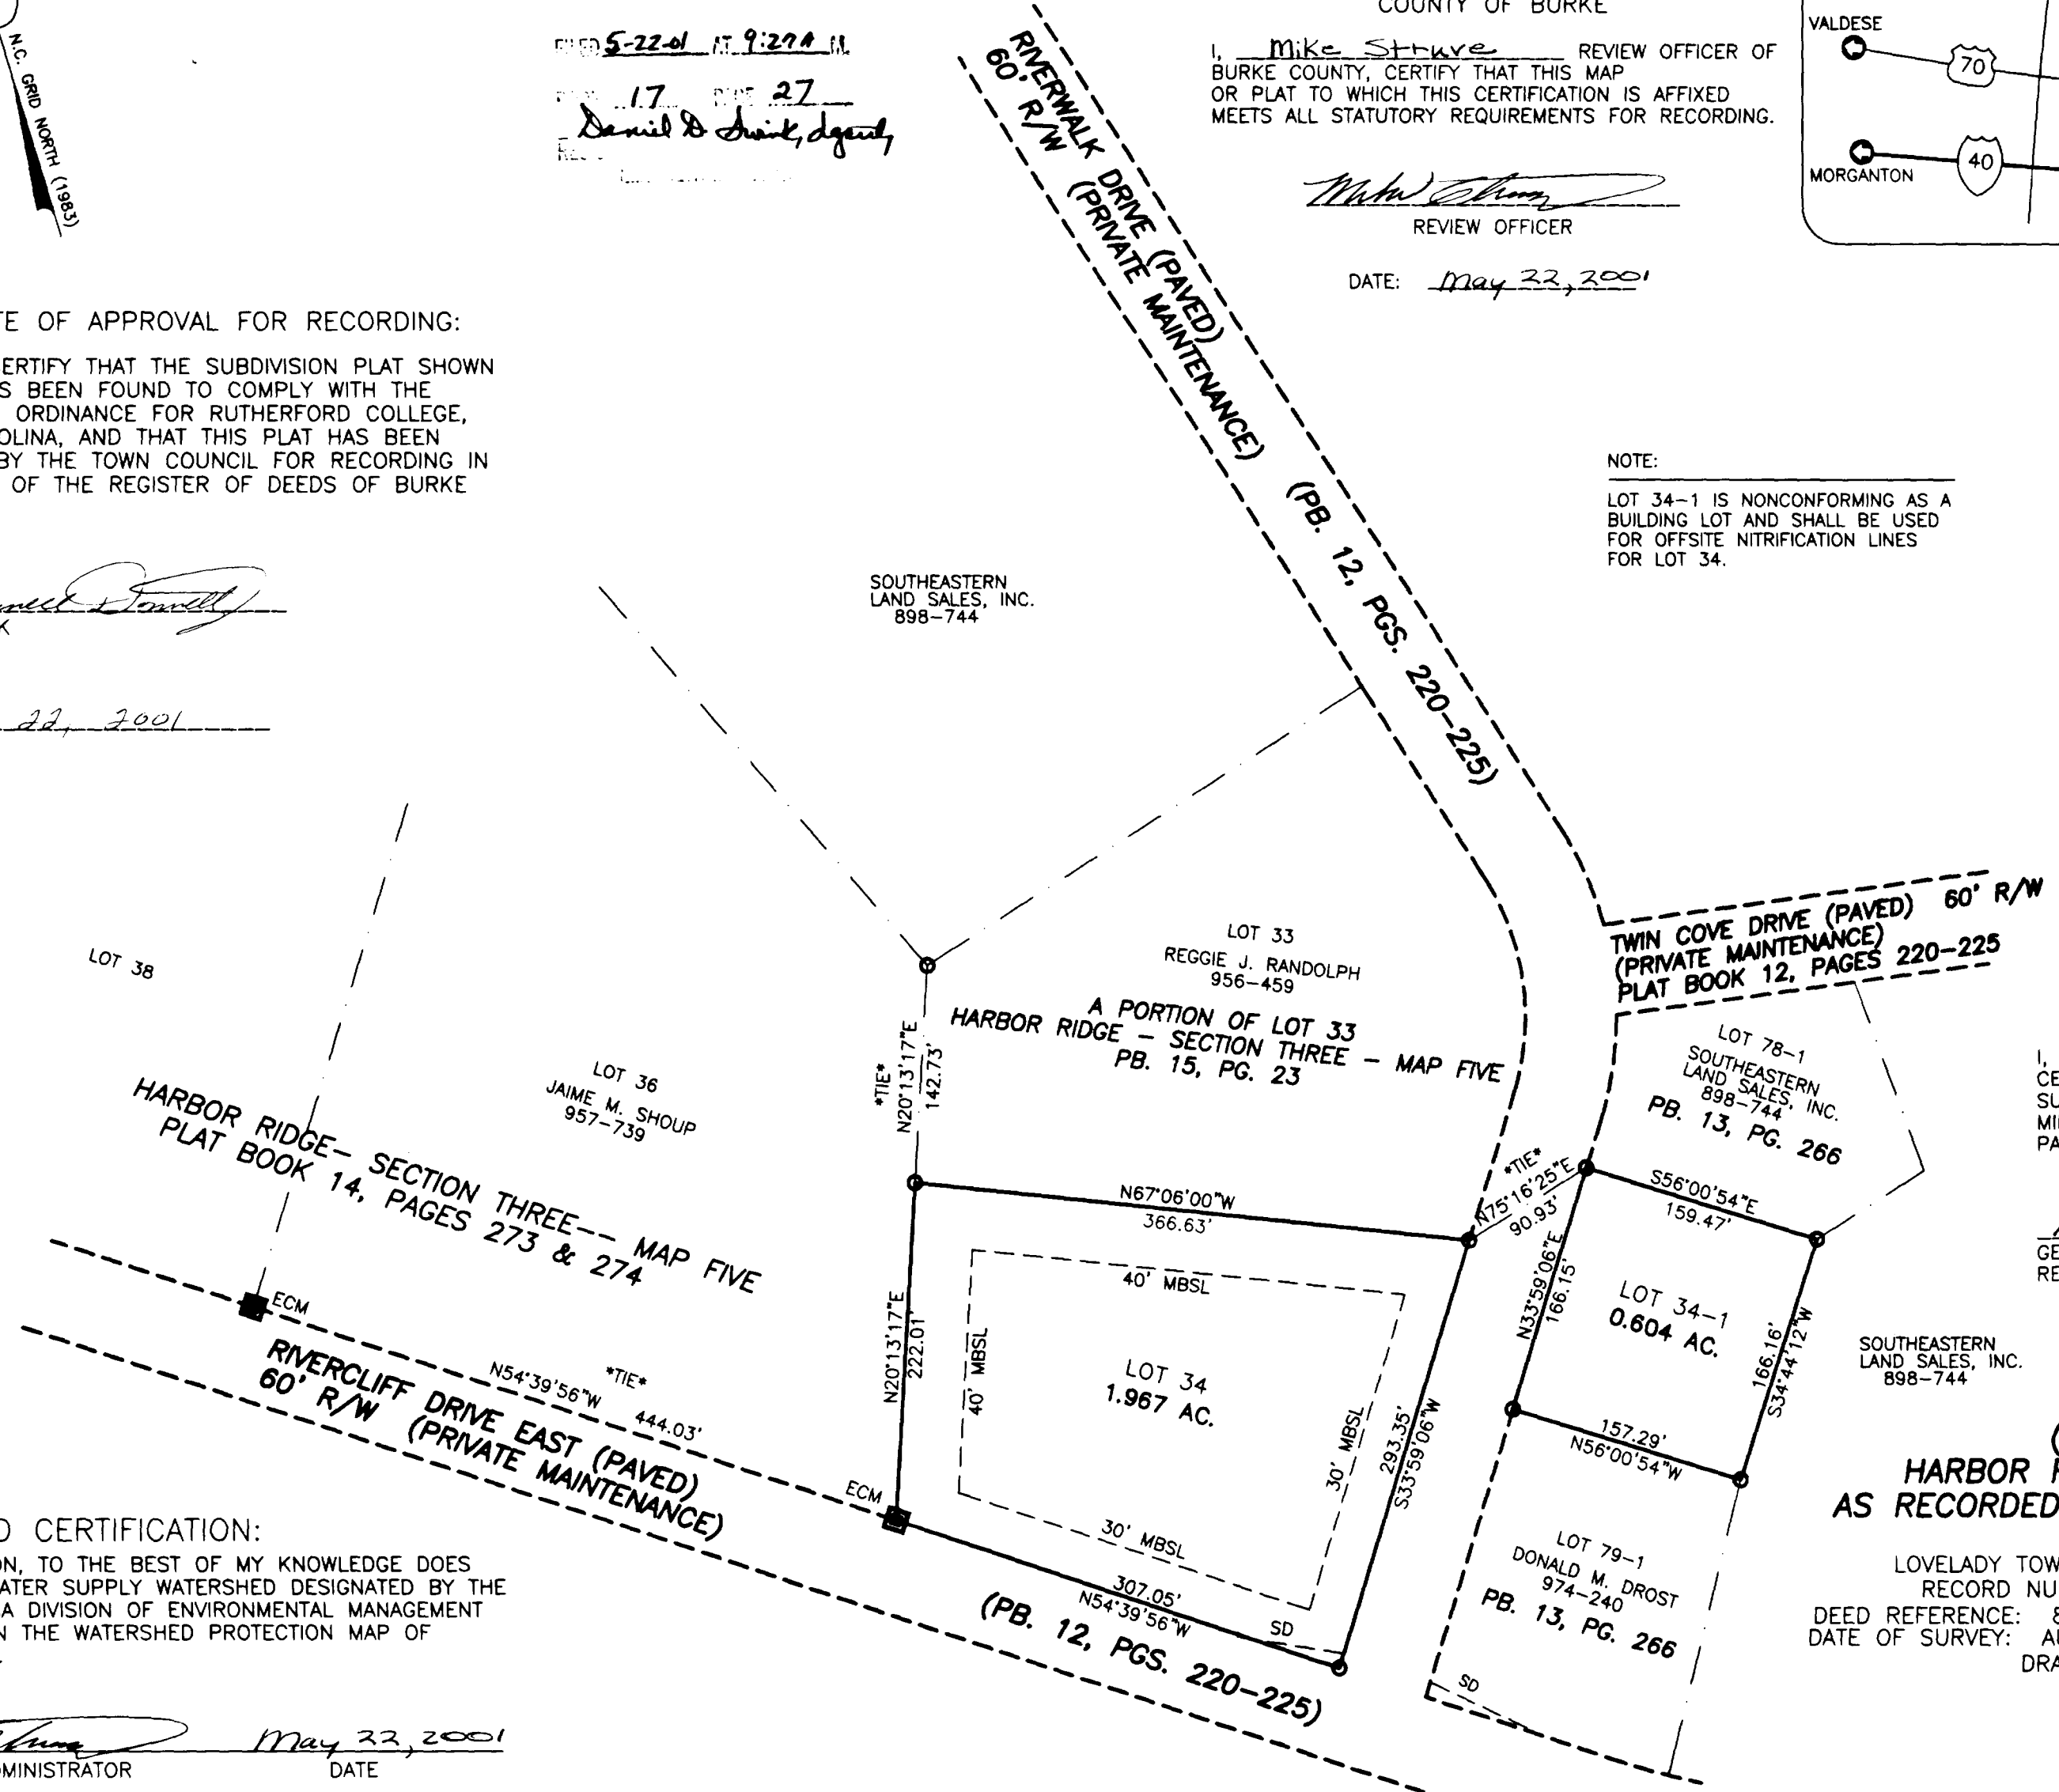 N.C. GRID NORTH (1983)
5-22-01 AT 9:27A M.
17 27
Daniel D.
COUNTY OF BURKE
I, Mike Struve REVIEW OFFICER OF
BURKE COUNTY, CERTIFY THAT THIS MAP
OR PLAT TO WHICH THIS CERTIFICATION IS AFFIXED
MEETS ALL STATUTORY REQUIREMENTS FOR RECORDING.
REVIEW OFFICER
DATE: May 22, 2001
VALDESE
70
40
MORGANTON
TE OF APPROVAL FOR RECORDING:
ERTIFY THAT THE SUBDIVISION PLAT SHOWN
S BEEN FOUND TO COMPLY WITH THE
ORDINANCE FOR RUTHERFORD COLLEGE,
OLINA, AND THAT THIS PLAT HAS BEEN
BY THE TOWN COUNCIL FOR RECORDING IN
OF THE REGISTER OF DEEDS OF BURKE
K
22, 2001
RIVERWALK DRIVE (PAVED)
60' R/W (PRIVATE MAINTENANCE) (PB. 12, PGS. 220-225)
NOTE:
LOT 34-1 IS NONCONFORMING AS A
BUILDING LOT AND SHALL BE USED
FOR OFFSITE NITRIFICATION LINES
FOR LOT 34.
SOUTHEASTERN
LAND SALES, INC.
898-744
TWIN COVE DRIVE (PAVED) 60' R/W
(PRIVATE MAINTENANCE)
PLAT BOOK 12, PAGES 220-225
LOT 38
LOT 33
REGGIE J. RANDOLPH
956-459
A PORTION OF LOT 33
HARBOR RIDGE - SECTION THREE - MAP FIVE
PB. 15, PG. 23
LOT 36
JAIME M. SHOUP
957-739
HARBOR RIDGE- SECTION THREE-- MAP FIVE
PLAT BOOK 14, PAGES 273 & 274
*TIE*
N20°13'17"E
142.73'
LOT 78-1
SOUTHEASTERN
LAND SALES, INC.
898-744
PB. 13, PG. 266
I,
CE
SU
MI
PA
*TIE*
N75°16'25"E
90.93'
N67°06'00"W
366.63'
S56°00'54"E
159.47'
GE
RE
40' MBSL
40' MBSL
LOT 34
1.967 AC.
30' MBSL
30' MBSL
N20°13'17"E
222.01'
293.35'
S33°59'06"W
N33°59'06"E
166.15'
LOT 34-1
0.604 AC.
166.16'
S34°44'12"W
157.29'
N56°00'54"W
SOUTHEASTERN
LAND SALES, INC.
898-744
ECM
N54°39'56"W *TIE* 444.03'
ECM
RIVERCLIFF DRIVE EAST (PAVED)
60' R/W (PRIVATE MAINTENANCE)
307.05'
N54°39'56"W
SD
(PB. 12, PGS. 220-225)
LOT 79-1
DONALD M. DROST
974-240
PB. 13, PG. 266
SD
(
HARBOR
AS RECORDED
LOVELADY TOW
RECORD NU
DEED REFERENCE: 8
DATE OF SURVEY: A
DRA
D CERTIFICATION:
ON, TO THE BEST OF MY KNOWLEDGE DOES
ATER SUPPLY WATERSHED DESIGNATED BY THE
A DIVISION OF ENVIRONMENTAL MANAGEMENT
N THE WATERSHED PROTECTION MAP OF
May 22, 2001
MINISTRATOR DATE